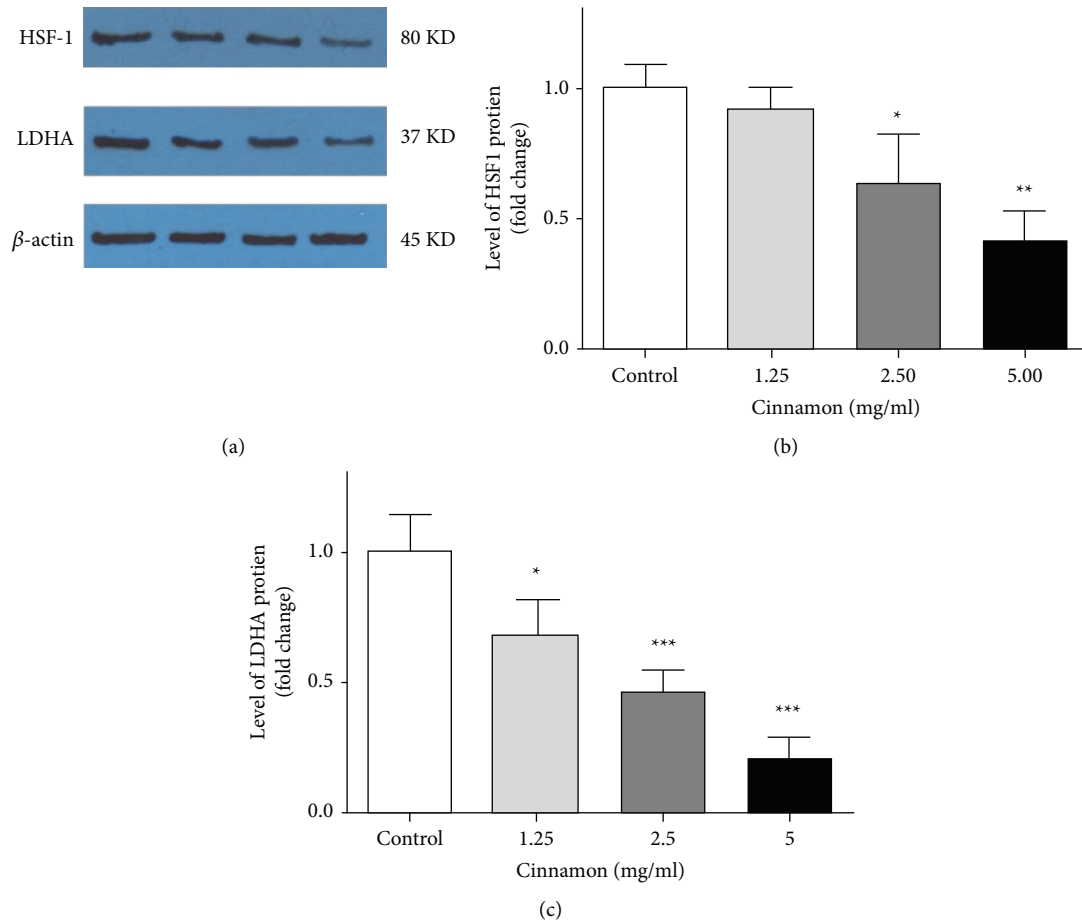 HSF-1
80 KD
LDHA
37 KD
β-actin
45 KD
(a)
Level of HSF1 protien
(fold change)
1.0
0.5
0.0
*
**
Control
1.25
2.50
5.00
Cinnamon (mg/ml)
(b)
Level of LDHA protien
(fold change)
1.0
0.5
0.0
*
***
***
Control
1.25
2.5
5
Cinnamon (mg/ml)
(c)